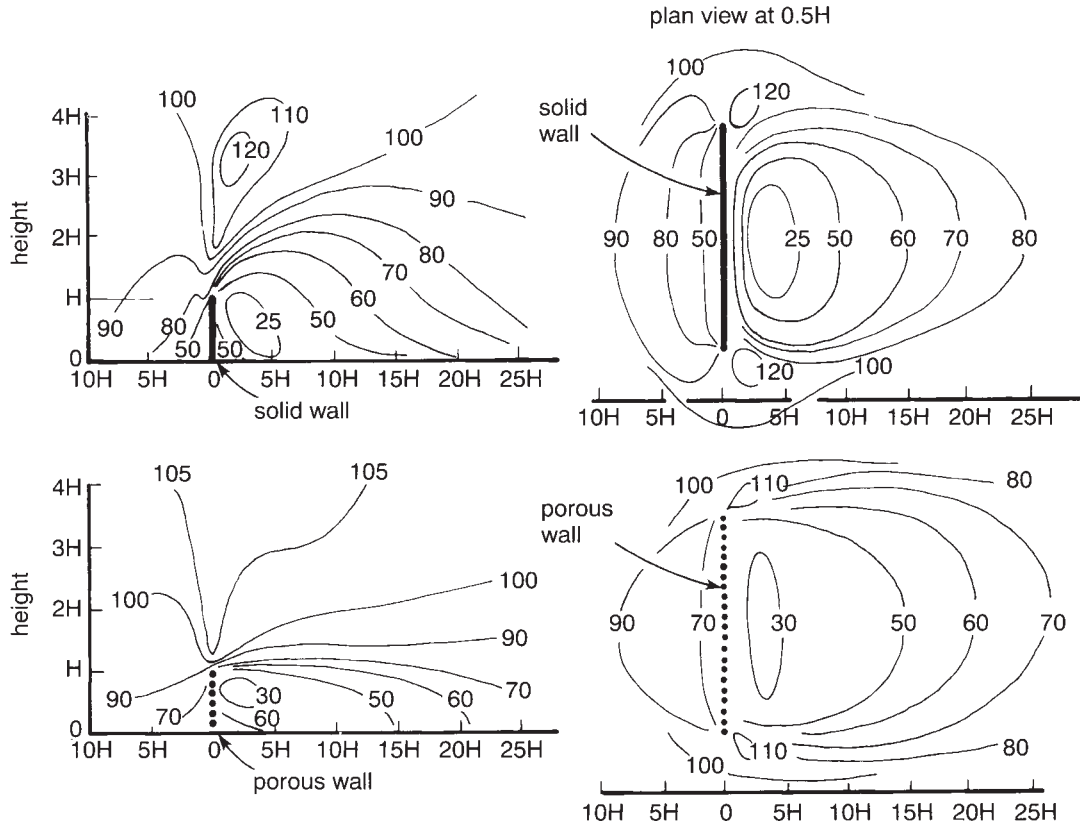 plan view at 0.5H
100
110
120
100
90
80
70
60
50
25
90
80
50
50
height
4H
3H
2H
H
0
10H 5H 0 5H 10H 15H 20H 25H
solid wall
100
120
solid
wall
90 80 50 25 50 60 70 80
120
100
10H 5H 0 5H 10H 15H 20H 25H
105
105
100
100
90
90
70
70
60
50
30
60
height
4H
3H
2H
H
0
10H 5H 0 5H 10H 15H 20H 25H
porous wall
100
110
80
porous
wall
90 70 30 50 60 70
110
80
100
10H 5H 0 5H 10H 15H 20H 25H